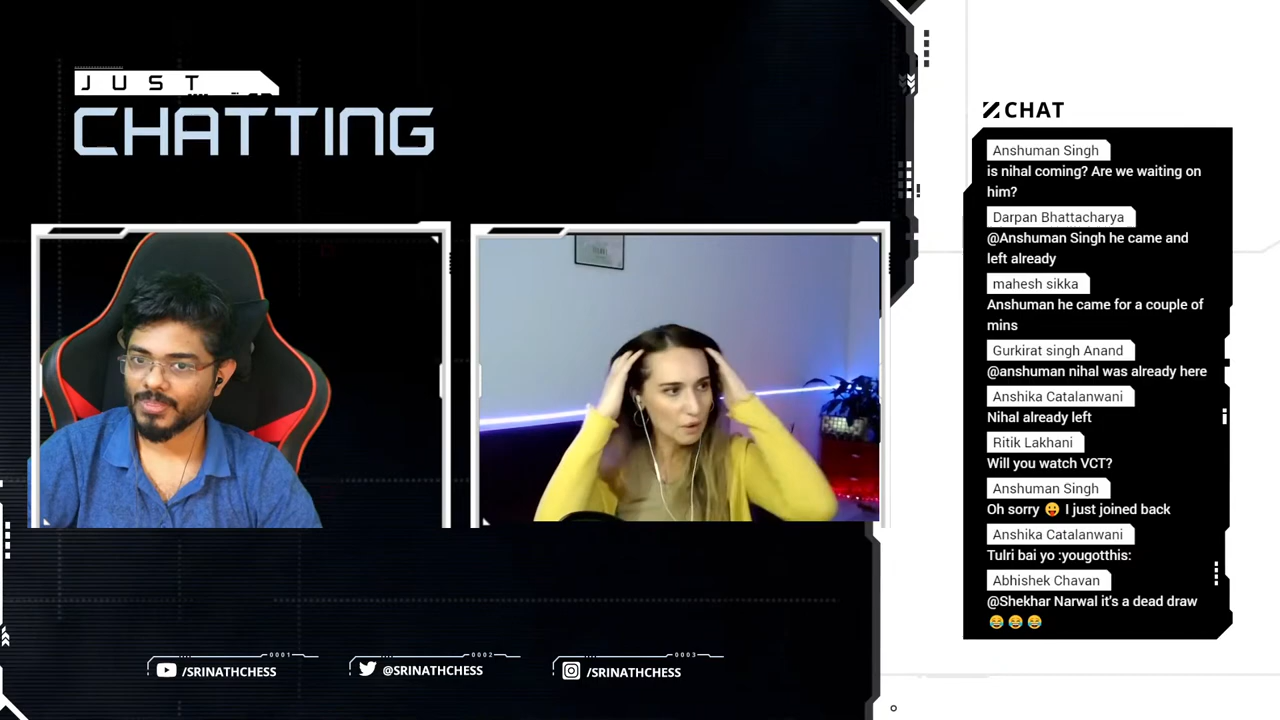 JUST
CHATTING
CHAT
Anshuman Singh
is nihal coming? Are we waiting on
him?
Darpan Bhattacharya
@Anshuman Singh he came and
left already
mahesh sikka
Anshuman he came for a couple of
mins
Gurkirat singh Anand
@anshuman nihal was already here
Anshika Catalanwani
Nihal already left
Ritik Lakhani
Will you watch VCT?
Anshuman Singh
Oh sorry 😛 I just joined back
Anshika Catalanwani
Tulri bai yo :yougotthis:
Abhishek Chavan
@Shekhar Narwal it's a dead draw
😂 😂 😂
0001
/SRINATHCHESS
0002
@SRINATHCHESS
0003
/SRINATHCHESS